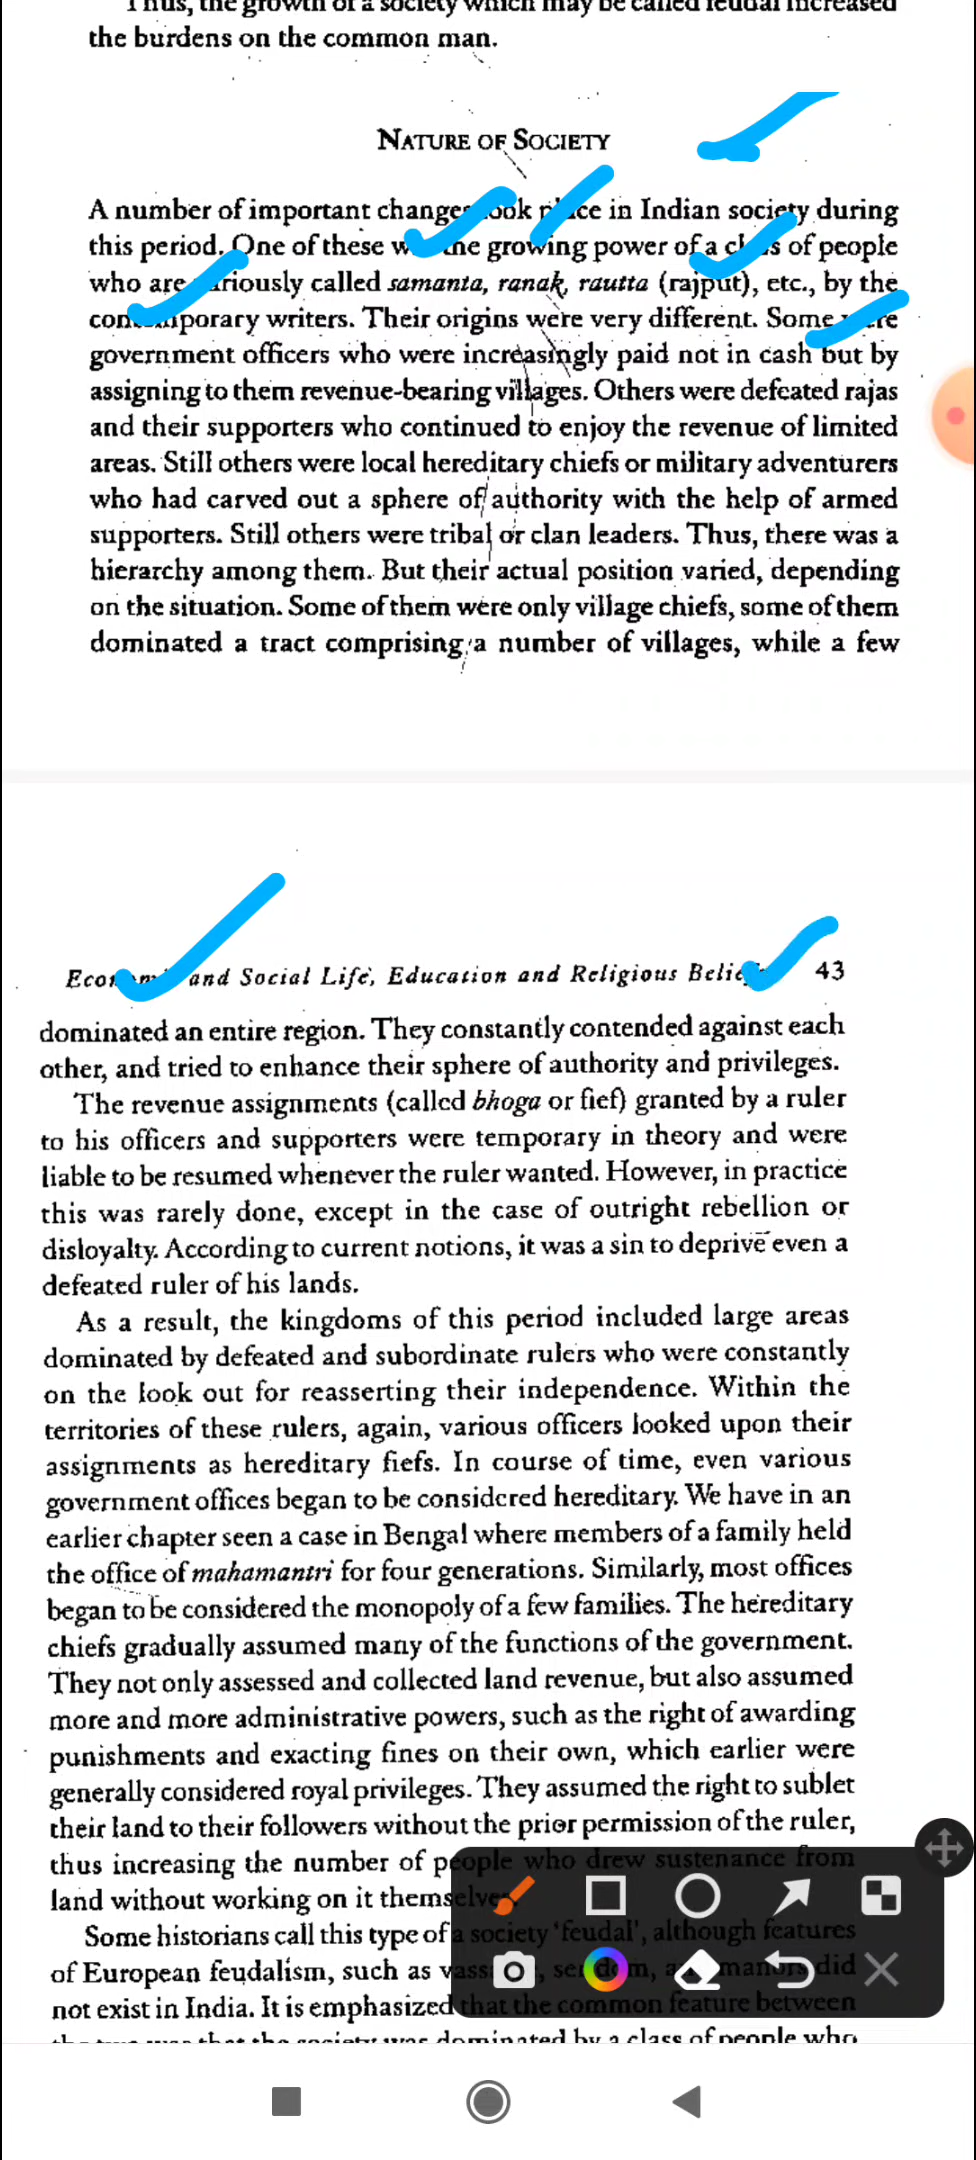 Thus, the growth of a society which may be called feudal increased
the burdens on the common man.
NATURE OF SOCIETY
A number of important changes took place in Indian society during
this period. One of these the growing power of a class of people
who are variously called samanta, ranak, rautta (rajput), etc., by the
contemporary writers. Their origins were very different. Some were
government officers who were increasingly paid not in cash but by
assigning to them revenue-bearing villages. Others were defeated rajas
and their supporters who continued to enjoy the revenue of limited
areas. Still others were local hereditary chiefs or military adventurers
who had carved out a sphere of authority with the help of armed
supporters. Still others were tribal or clan leaders. Thus, there was a
hierarchy among them. But their actual position varied, depending
on the situation. Some of them were only village chiefs, some of them
dominated a tract comprising a number of villages, while a few
and Social Life, Education and Religious 43
dominated an entire region. They constantly contended against each
other, and tried to enhance their sphere of authority and privileges.
The revenue assignments (called bhoga or fief) granted by a ruler
to his officers and supporters were temporary in theory and were
liable to be resumed whenever the ruler wanted. However, in practice
this was rarely done, except in the case of outright rebellion or
disloyalty. According to current notions, it was a sin to deprive even a
defeated ruler of his lands.
As a result, the kingdoms of this period included large areas
dominated by defeated and subordinate rulers who were constantly
on the look out for reasserting their independence. Within the
territories of these rulers, again, various officers looked upon their
assignments as hereditary fiefs. In course of time, even various
government offices began to be considered hereditary. We have in an
earlier chapter seen a case in Bengal where members of a family held
the office of mahamantri for four generations. Similarly, most offices
began to be considered the monopoly of a few families. The hereditary
chiefs gradually assumed many of the functions of the government.
They not only assessed and collected land revenue, but also assumed
more and more administrative powers, such as the right of awarding
punishments and exacting fines on their own, which earlier were
generally considered royal privileges. They assumed the right to sublet
their land to their followers without the prior permission of the ruler,
thus increasing the number of people who drew sustenance from
land without working on it themselves.
Some historians call this type of a society 'feudal', although features
of European feudalism, such as did
not exist in India. It is emphasized that the common feature between
the two was that the society was dominated by a class of people who